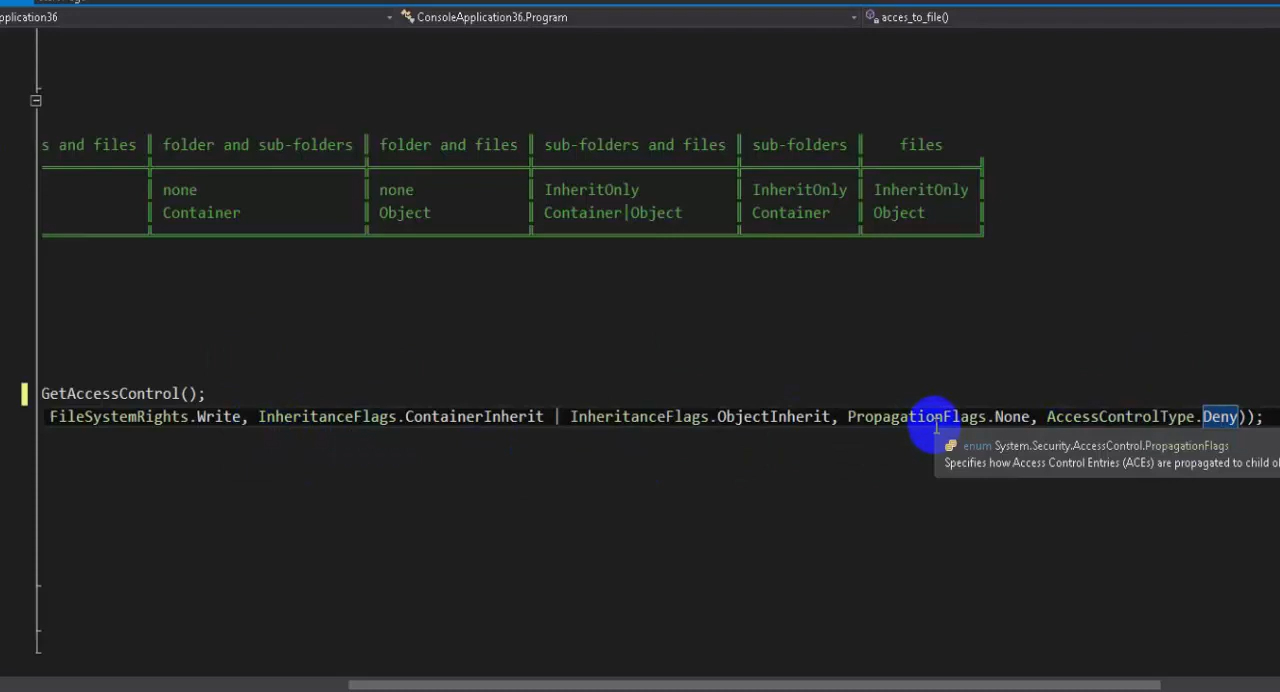 pplication36 ConsoleApplication36.Program acces_to_file()
s and files ║ folder and sub-folders ║ folder and files ║ sub-folders and files ║ sub-folders ║ files
║ none ║ none ║ InheritOnly ║ InheritOnly ║ InheritOnly ║
║ Container ║ Object ║ Container|Object ║ Container ║ Object ║
GetAccessControl();
FileSystemRights.Write, InheritanceFlags.ContainerInherit | InheritanceFlags.ObjectInherit, PropagationFlags.None, AccessControlType.Deny));
enum System.Security.AccessControl.PropagationFlags
Specifies how Access Control Entries (ACEs) are propagated to child o